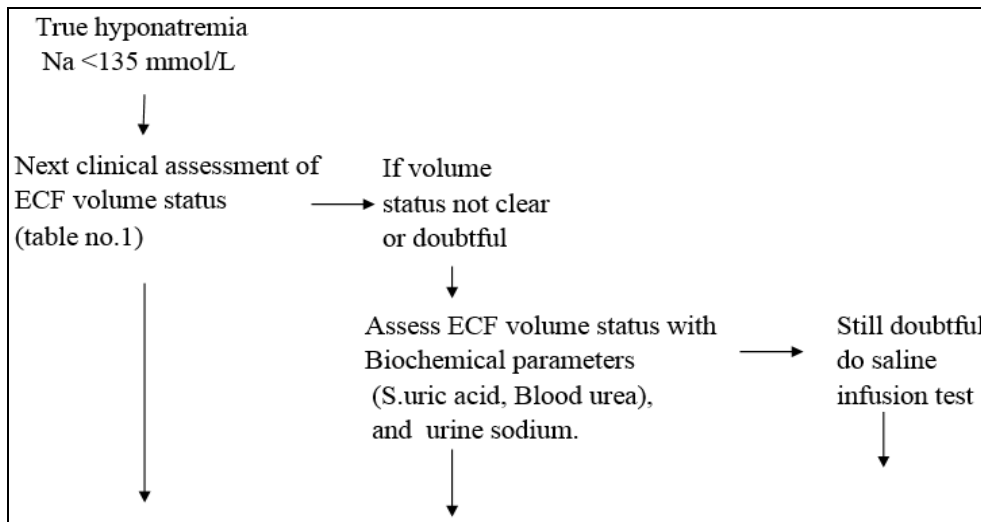 True hyponatremia
Na <135 mmol/L
Next clinical assessment of
ECF volume status
(table no.1)
If volume
status not clear
or doubtful
Assess ECF volume status with
Biochemical parameters
(S.uric acid, Blood urea),
and urine sodium.
Still doubtful
do saline
infusion test